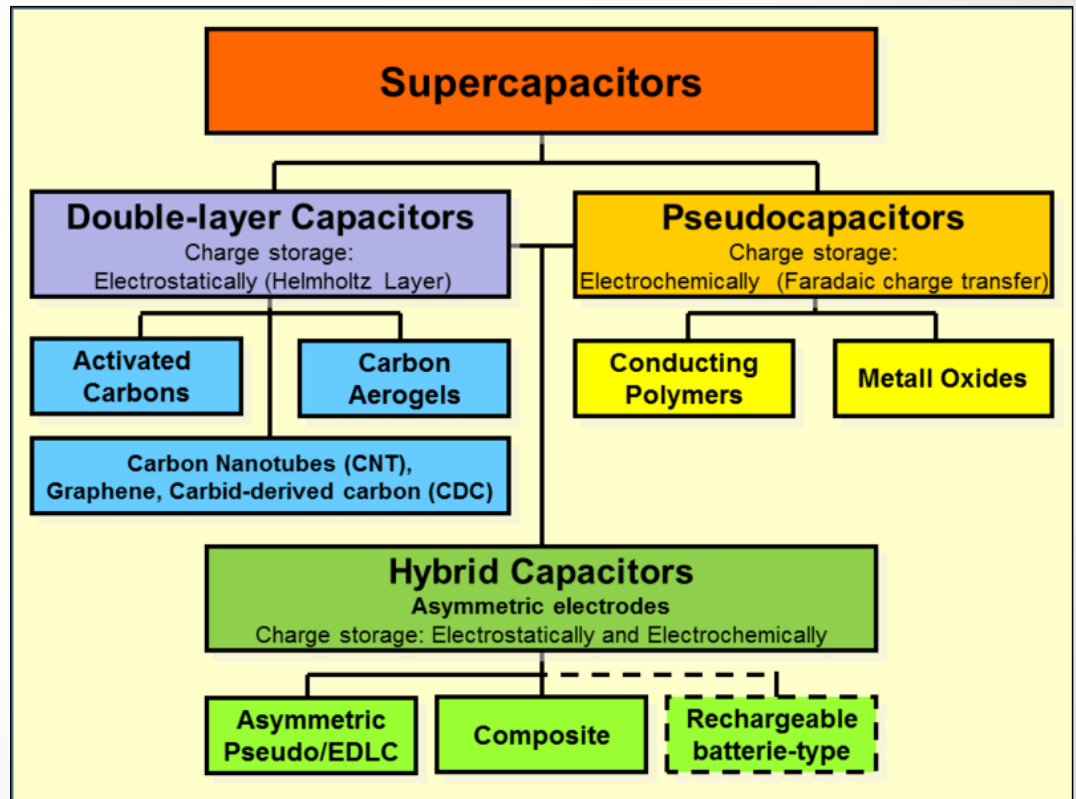 Supercapacitors
Double-layer Capacitors
Charge storage:
Electrostatically (Helmholtz Layer)
Pseudocapacitors
Charge storage:
Electrochemically (Faradaic charge transfer)
Activated
Carbons
Carbon
Aerogels
Conducting
Polymers
Metall Oxides
Carbon Nanotubes (CNT),
Graphene, Carbid-derived carbon (CDC)
Hybrid Capacitors
Asymmetric electrodes
Charge storage: Electrostatically and Electrochemically
Asymmetric
Pseudo/EDLC
Composite
Rechargeable
batterie-type